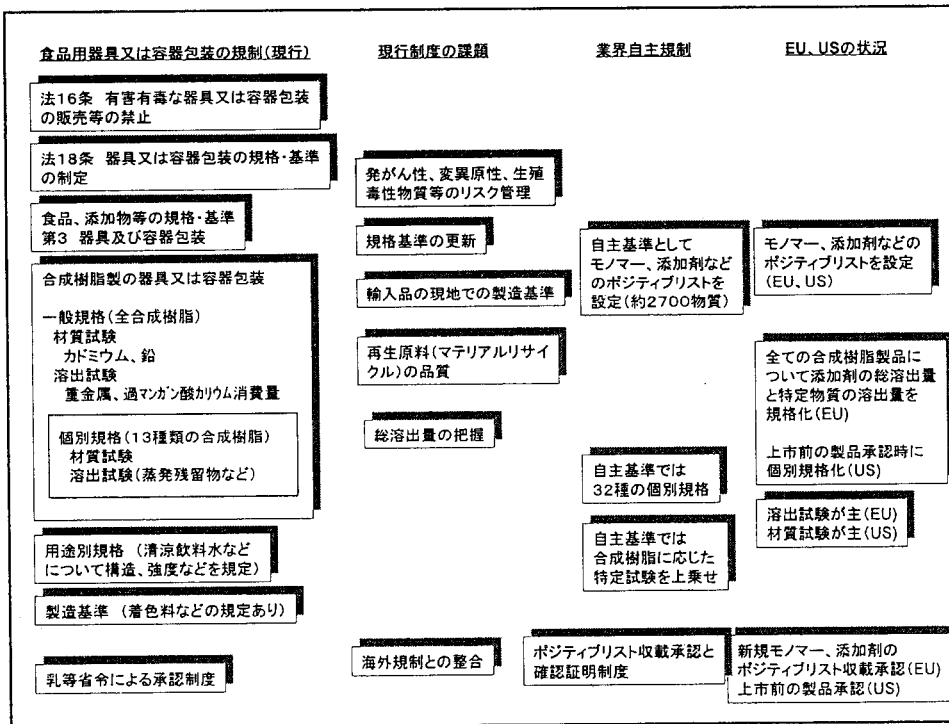 食品用器具又は容器包装の規制(現行)
法16条 有害有毒な器具又は容器包装
の販売等の禁止
法18条 器具又は容器包装の規格・基準
の制定
食品、添加物等の規格・基準
第3 器具及び容器包装
合成樹脂製の器具又は容器包装
一般規格(全合成樹脂)
材質試験
カドミウム、鉛
溶出試験
重金属、過マンガン酸カリウム消費量
個別規格(13種類の合成樹脂)
材質試験
溶出試験(蒸発残留物など)
用途別規格 (清涼飲料水など
について構造、強度などを規定)
製造基準 (着色料などの規定あり)
乳等省令による承認制度
現行制度の課題
発がん性、変異原性、生殖
毒性物質等のリスク管理
規格基準の更新
輸入品の現地での製造基準
再生原料(マテリアルリサイ
クル)の品質
総溶出量の把握
海外規制との整合
業界自主規制
自主基準として
モノマー、添加剤など
のポジティブリストを
設定(約2700物質)
自主基準では
32種の個別規格
自主基準では
合成樹脂に応じた
特定試験を上乗せ
ポジティブリスト収載承認と
確認証明制度
EU、USの状況
モノマー、添加剤などの
ポジティブリストを設定
(EU、US)
全ての合成樹脂製品に
ついて添加剤の総溶出量
と特定物質の溶出量を
規格化(EU)
上市前の製品承認時に
個別規格化(US)
溶出試験が主(EU)
材質試験が主(US)
新規モノマー、添加剤の
ポジティブリスト収載承認(EU)
上市前の製品承認(US)